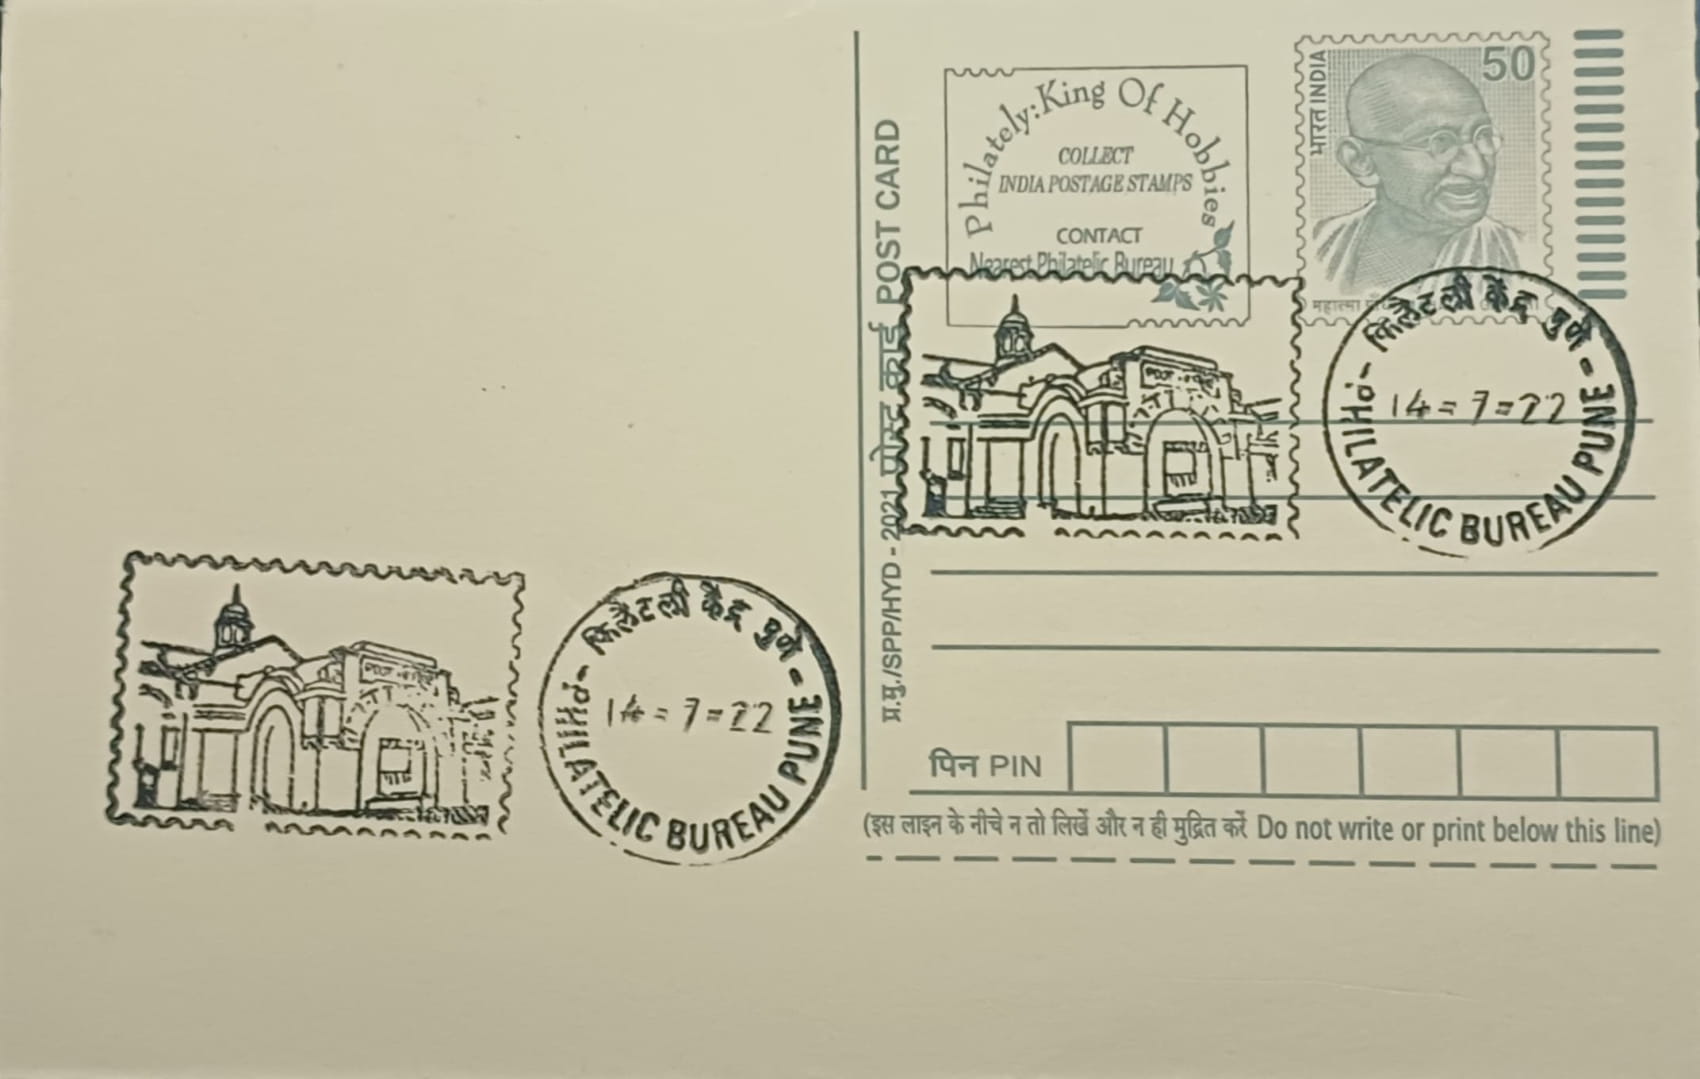 POST CARD पोस्ट कार्ड
प्र.मु./SPP/HYD - 2021
Philately:King Of Hobbies
COLLECT
INDIA POSTAGE STAMPS
CONTACT
Nearest Philatelic Bureau
50
भारत INDIA
महात्मा
फिलैटली केंद्र पुणे
14=7=22
PHILATELIC BUREAU PUNE
फिलैटली केंद्र पुणे
14=7=22
PHILATELIC BUREAU PUNE
पिन PIN
(इस लाइन के नीचे न तो लिखें और न ही मुद्रित करें Do not write or print below this line)